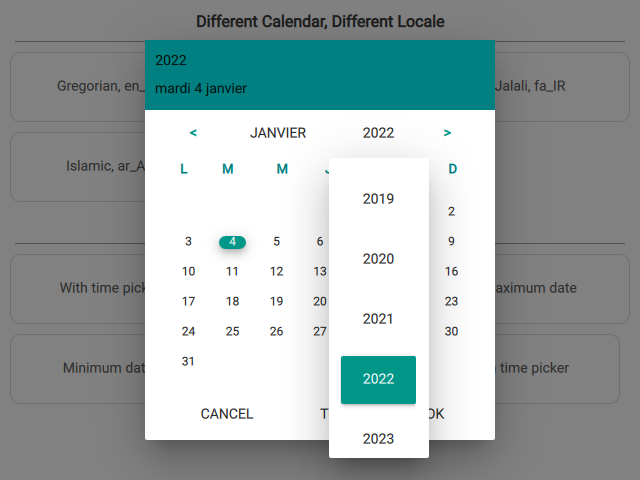 Different Calendar, Different Locale
Gregorian, en_
Jalali, fa_IR
Islamic, ar_A
With time pick
aximum date
Minimum dat
time picker
2022
mardi 4 janvier
< JANVIER 2022 >
L M M D
2
3 4 5 6 9
10 11 12 13 16
17 18 19 20 23
24 25 26 27 30
31
CANCEL T OK
2019
2020
2021
2022
2023